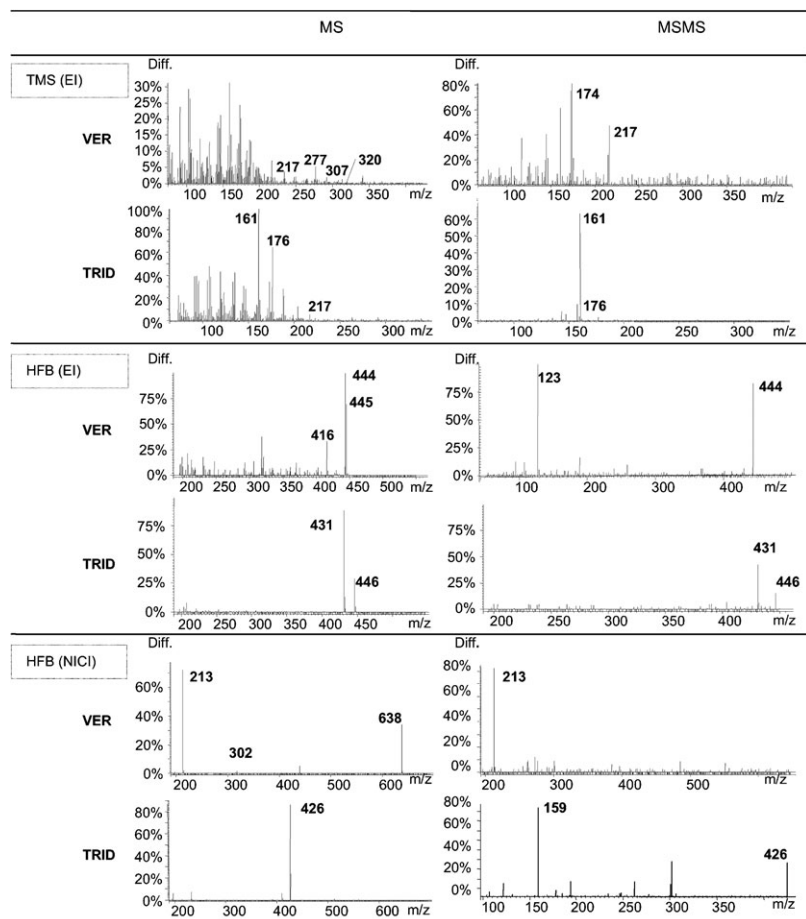 MS MSMS
TMS (EI)
VER
Diff.
30%
25%
20%
15%
10%
5%
0%
217 277 307 320
100 150 200 250 300 350 m/z
Diff.
80%
60%
40%
20%
0%
174
217
100 150 200 250 300 350 m/z
TRID
100%
80%
60%
40%
20%
0%
161
176
217
100 150 200 250 300 m/z
60%
50%
40%
30%
20%
10%
0%
161
176
100 150 200 250 300 m/z
HFB (EI)
VER
Diff.
75%
50%
25%
0%
444
445
416
200 250 300 350 400 450 500 m/z
Diff.
75%
50%
25%
0%
123
444
100 200 300 400 m/z
TRID
75%
50%
25%
0%
431
446
200 250 300 350 400 450 m/z
75%
50%
25%
0%
431
446
200 250 300 350 400 m/z
HFB (NICI)
VER
Diff.
60%
40%
20%
0%
213
302
638
200 300 400 500 600 m/z
Diff.
80%
60%
40%
20%
0%
213
200 300 400 500 m/z
TRID
80%
60%
40%
20%
0%
426
200 300 400 500 600 m/z
80%
60%
40%
20%
0%
159
426
100 150 200 250 300 350 400 m/z